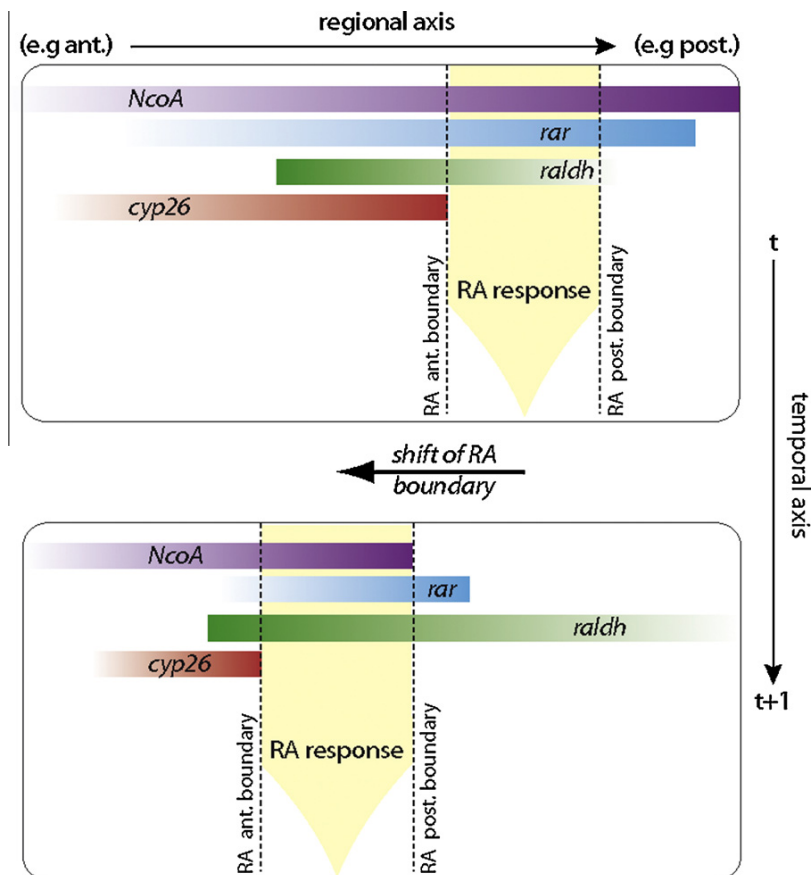 regional axis
(e.g ant.)
(e.g post.)
NcoA
rar
raldh
cyp26
RA ant. boundary
RA response
RA post. boundary
t
temporal axis
t+1
shift of RA
boundary
NcoA
rar
raldh
cyp26
RA ant. boundary
RA response
RA post. boundary